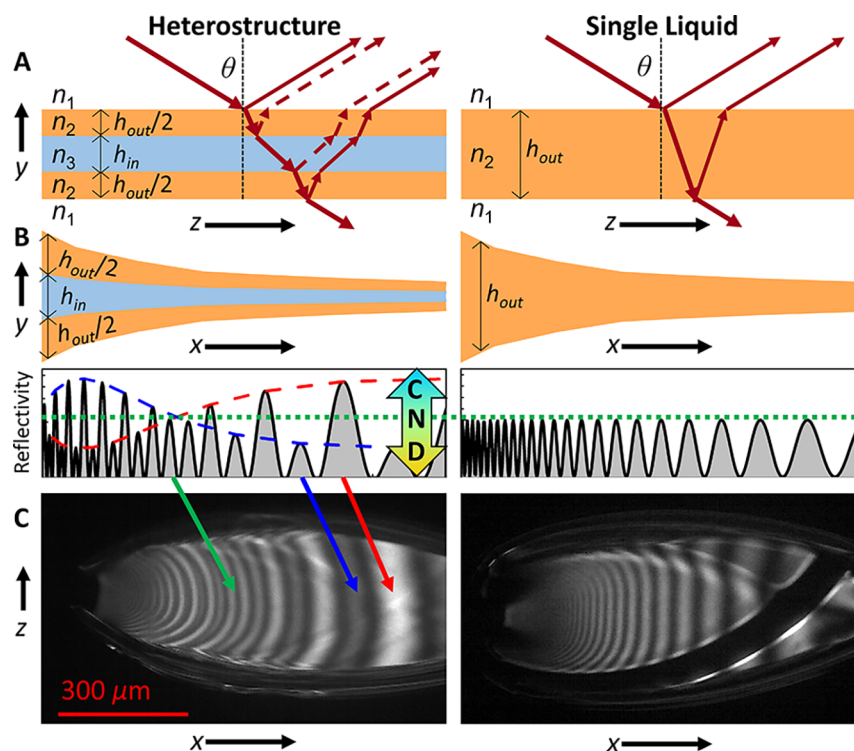 Heterostructure
Single Liquid
A
θ
θ
n1
n2
hout/2
n3
hin
n2
hout/2
n1
y
z
n1
n2
hout
n1
z
B
y
hout/2
hin
hout/2
x
hout
x
Reflectivity
C
N
D
C
z
300 μm
x
x